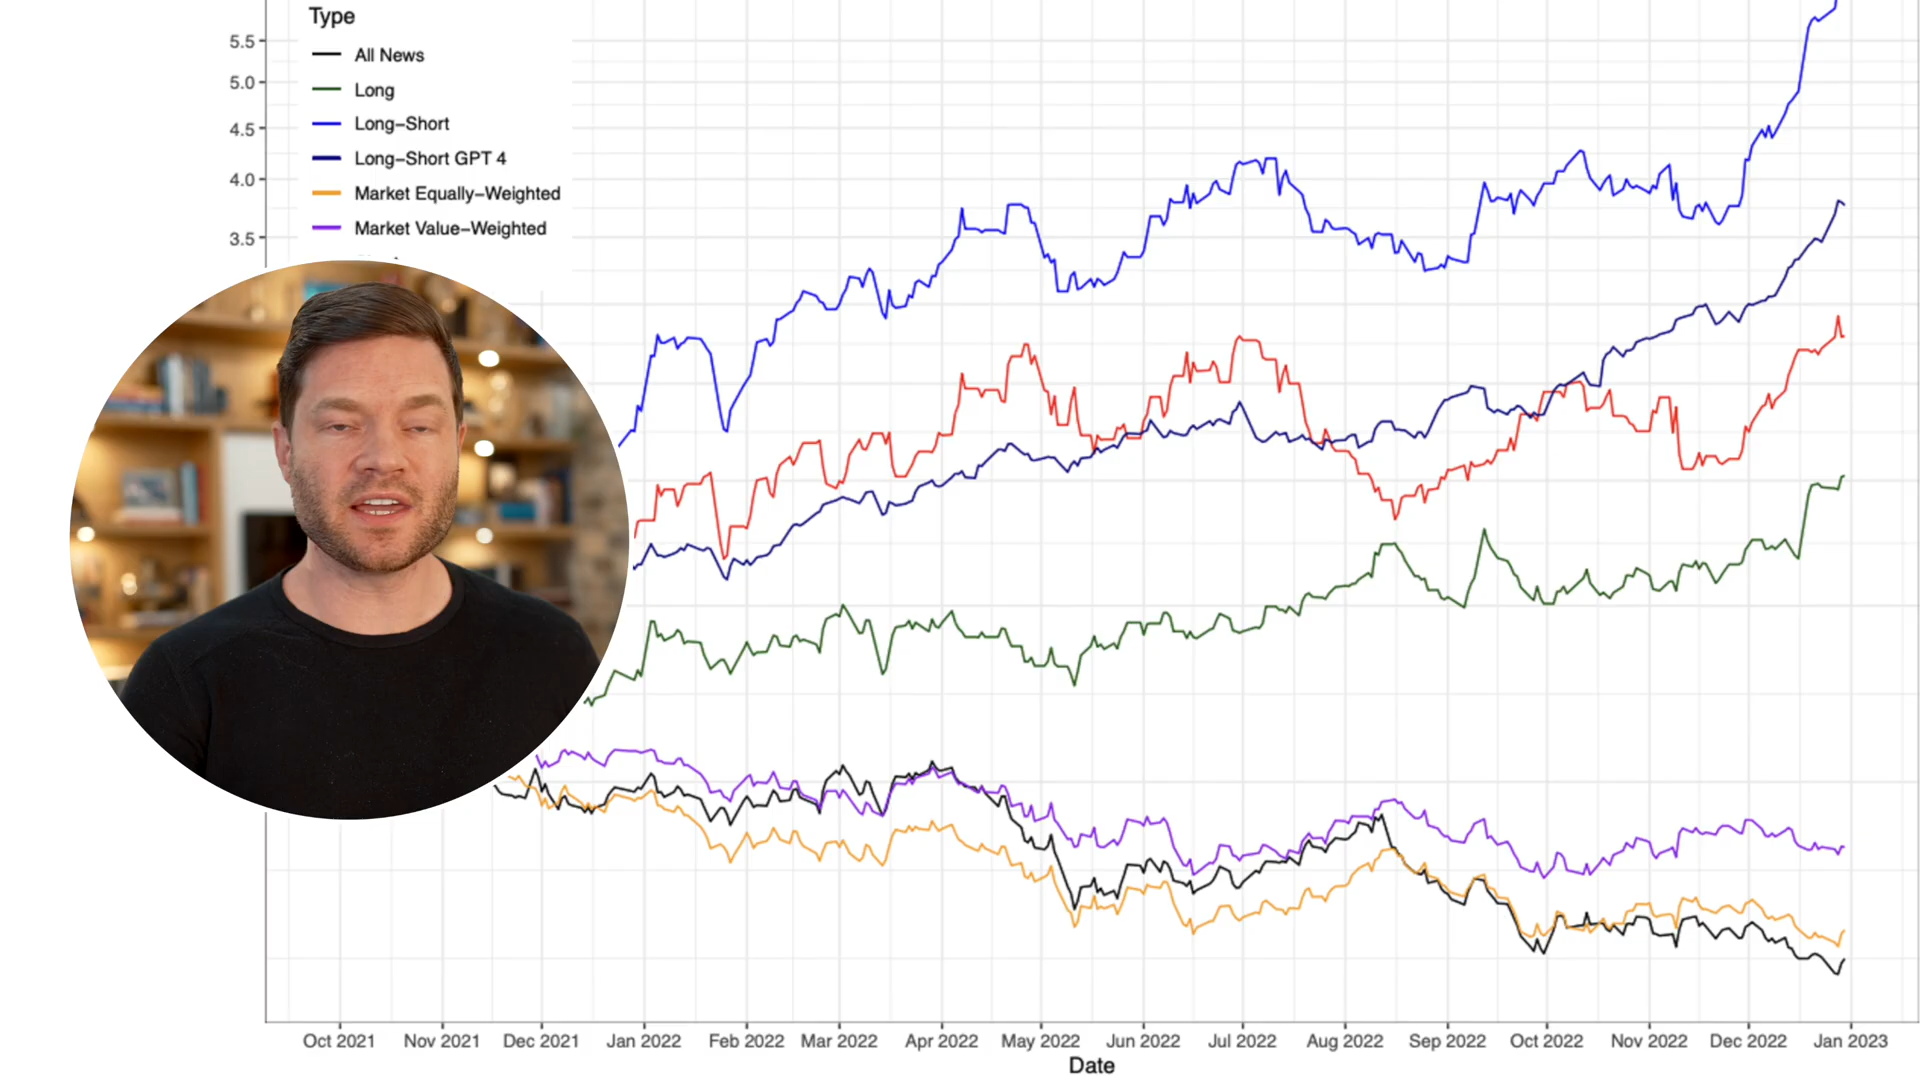 Type
All News
Long
Long–Short
Long–Short GPT 4
Market Equally–Weighted
Market Value–Weighted
5.5
5.0
4.5
4.0
3.5
Oct 2021 Nov 2021 Dec 2021 Jan 2022 Feb 2022 Mar 2022 Apr 2022 May 2022 Jun 2022 Jul 2022 Aug 2022 Sep 2022 Oct 2022 Nov 2022 Dec 2022 Jan 2023
Date